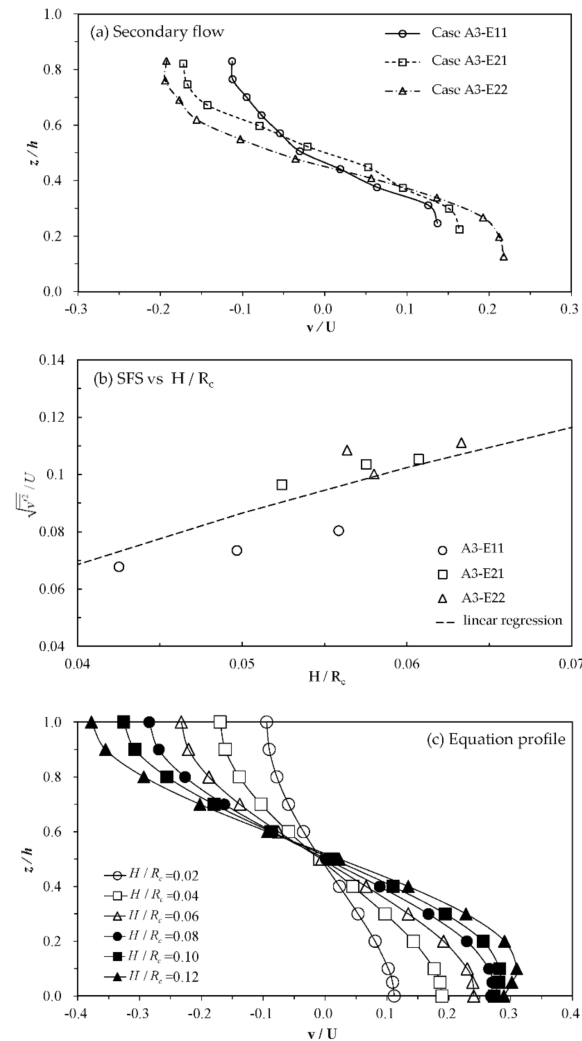 (a) Secondary flow
Case A3-E11
Case A3-E21
Case A3-E22
z/h
1.0
0.8
0.6
0.4
0.2
0.0
-0.3 -0.2 -0.1 0.0 0.1 0.2 0.3
v/U
(b) SFS vs H/Rc
√v'²/U
0.14
0.12
0.1
0.08
0.06
0.04
A3-E11
A3-E21
A3-E22
linear regression
0.04 0.05 0.06 0.07
H/Rc
(c) Equation profile
z/h
1.0
0.8
0.6
0.4
0.2
0.0
H/Rc=0.02
H/Rc=0.04
H/Rc=0.06
H/Rc=0.08
H/Rc=0.10
H/Rc=0.12
-0.4 -0.3 -0.2 -0.1 0.0 0.1 0.2 0.3 0.4
v/U